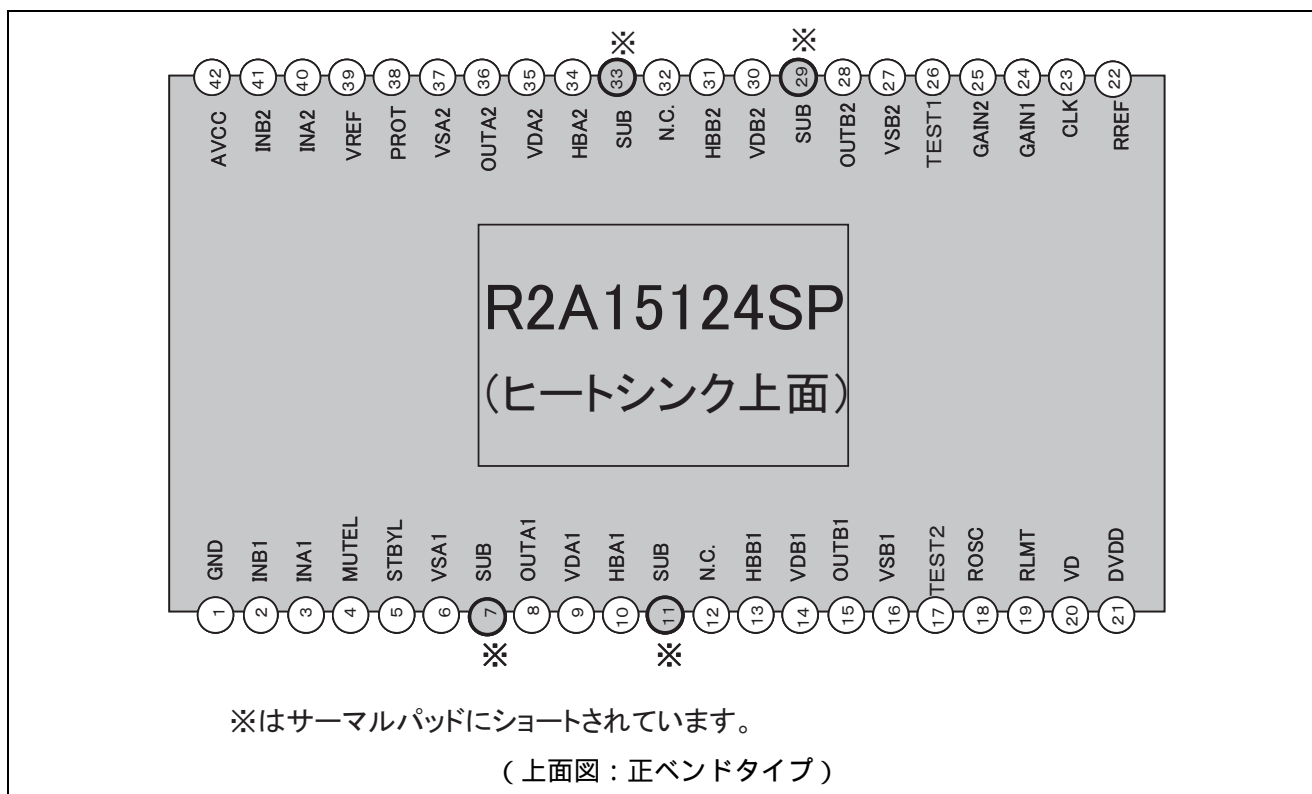 ※ ※
42 41 40 39 38 37 36 35 34 33 32 31 30 29 28 27 26 25 24 23 22
AVCC INB2 INA2 VREF PROT VSA2 OUTA2 VDA2 HBA2 SUB N.C. HBB2 VDB2 SUB OUTB2 VSB2 TEST1 GAIN2 GAIN1 CLK RREF
R2A15124SP
(ヒートシンク上面)
GND INB1 INA1 MUTEL STBYL VSA1 SUB OUTA1 VDA1 HBA1 SUB N.C. HBB1 VDB1 OUTB1 VSB1 TEST2 ROSC RLMT VD DVDD
1 2 3 4 5 6 7 8 9 10 11 12 13 14 15 16 17 18 19 20 21
※ ※
※はサーマルパッドにショートされています。
(上面図:正ベンドタイプ)